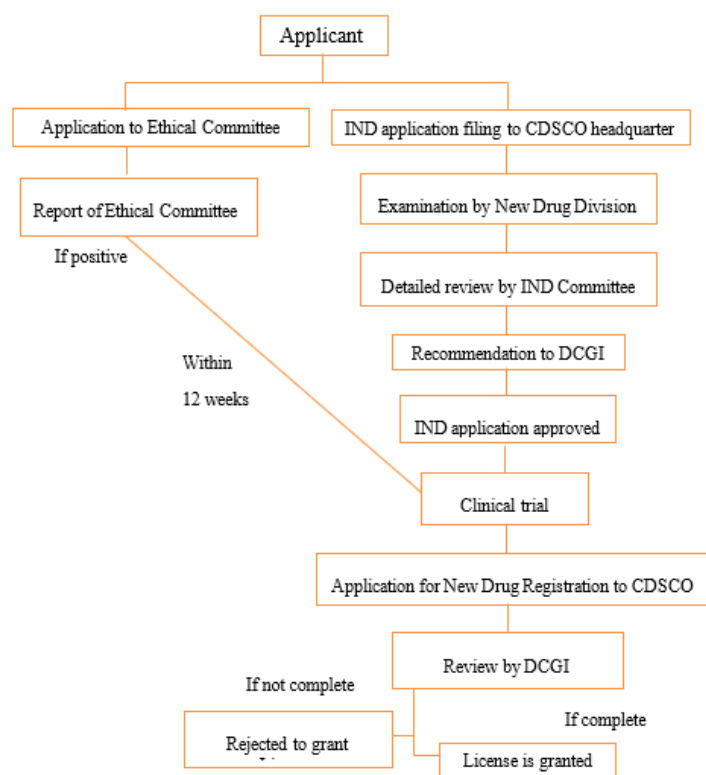 Applicant
Application to Ethical Committee
IND application filing to CDSCO headquarter
Report of Ethical Committee
Examination by New Drug Division
If positive
Detailed review by IND Committee
Within
12 weeks
Recommendation to DCGI
IND application approved
Clinical trial
Application for New Drug Registration to CDSCO
Review by DCGI
If not complete
If complete
Rejected to grant
License is granted